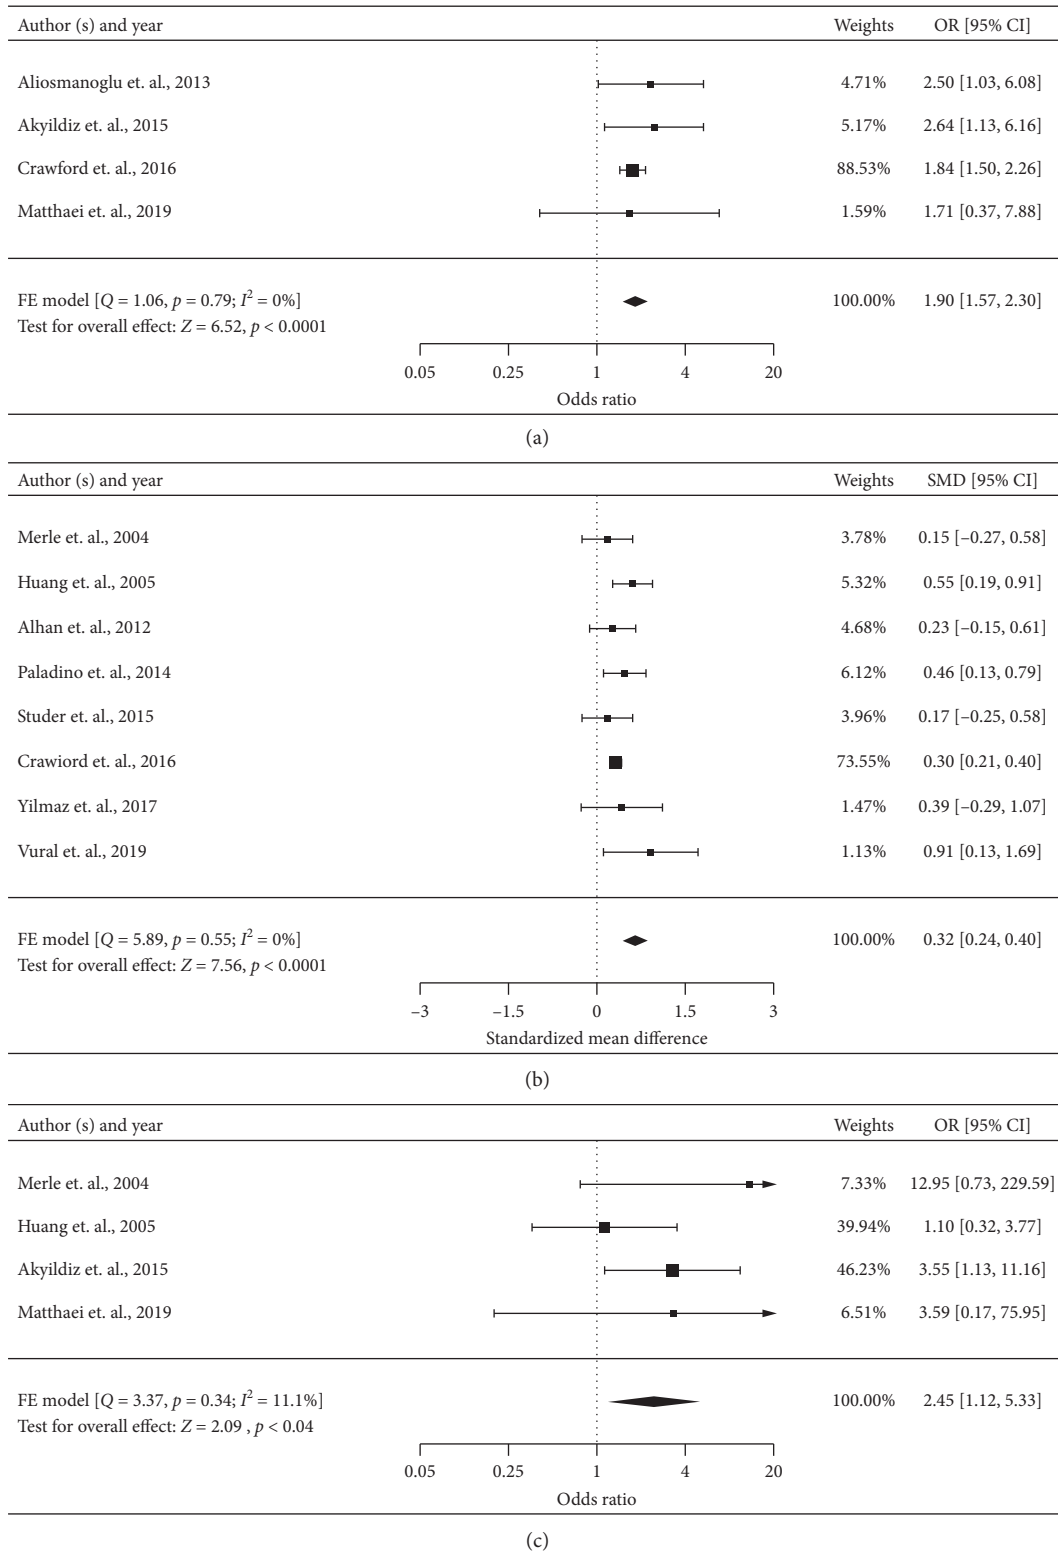 Author (s) and year Weights OR [95% CI]
Aliosmanoglu et. al., 2013 4.71% 2.50 [1.03, 6.08]
Akyildiz et. al., 2015 5.17% 2.64 [1.13, 6.16]
Crawford et. al., 2016 88.53% 1.84 [1.50, 2.26]
Matthaei et. al., 2019 1.59% 1.71 [0.37, 7.88]
FE model [Q = 1.06, p = 0.79; I² = 0%] 100.00% 1.90 [1.57, 2.30]
Test for overall effect: Z = 6.52, p < 0.0001
0.05 0.25 1 4 20
Odds ratio
(a)
Author (s) and year Weights SMD [95% CI]
Merle et. al., 2004 3.78% 0.15 [–0.27, 0.58]
Huang et. al., 2005 5.32% 0.55 [0.19, 0.91]
Alhan et. al., 2012 4.68% 0.23 [–0.15, 0.61]
Paladino et. al., 2014 6.12% 0.46 [0.13, 0.79]
Studer et. al., 2015 3.96% 0.17 [–0.25, 0.58]
Crawiord et. al., 2016 73.55% 0.30 [0.21, 0.40]
Yilmaz et. al., 2017 1.47% 0.39 [–0.29, 1.07]
Vural et. al., 2019 1.13% 0.91 [0.13, 1.69]
FE model [Q = 5.89, p = 0.55; I² = 0%] 100.00% 0.32 [0.24, 0.40]
Test for overall effect: Z = 7.56, p < 0.0001
–3 –1.5 0 1.5 3
Standardized mean difference
(b)
Author (s) and year Weights OR [95% CI]
Merle et. al., 2004 7.33% 12.95 [0.73, 229.59]
Huang et. al., 2005 39.94% 1.10 [0.32, 3.77]
Akyildiz et. al., 2015 46.23% 3.55 [1.13, 11.16]
Matthaei et. al., 2019 6.51% 3.59 [0.17, 75.95]
FE model [Q = 3.37, p = 0.34; I² = 11.1%] 100.00% 2.45 [1.12, 5.33]
Test for overall effect: Z = 2.09 , p < 0.04
0.05 0.25 1 4 20
Odds ratio
(c)